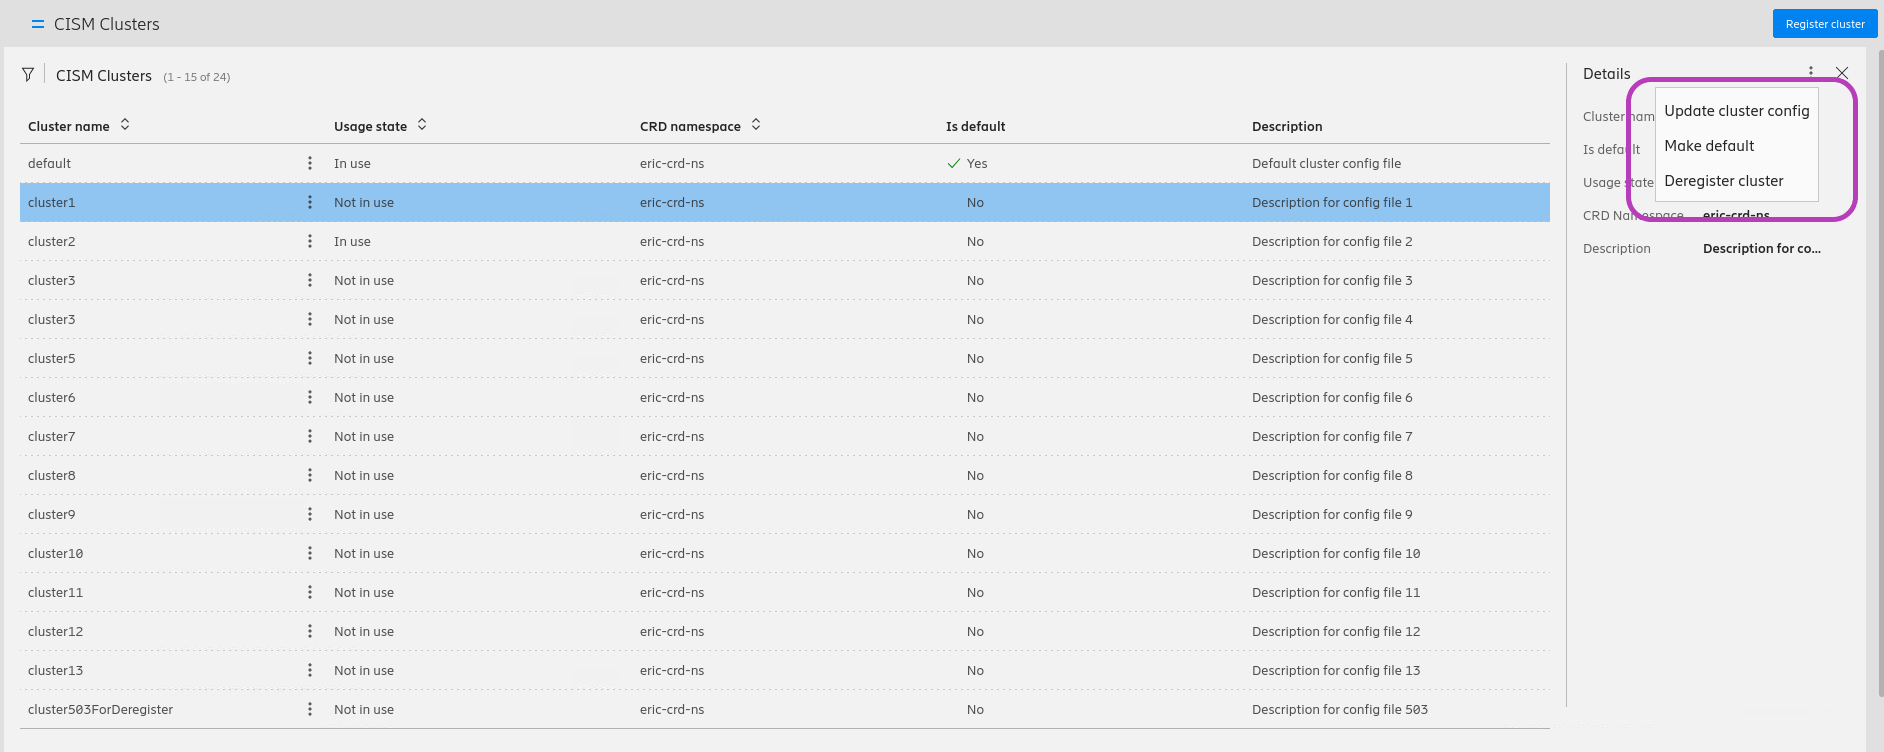 CISM Clusters
Register cluster
CISM Clusters (1 - 15 of 24)
Cluster name Usage state CRD namespace Is default Description
default In use eric-crd-ns Yes Default cluster config file
cluster1 Not in use eric-crd-ns No Description for config file 1
cluster2 In use eric-crd-ns No Description for config file 2
cluster3 Not in use eric-crd-ns No Description for config file 3
cluster3 Not in use eric-crd-ns No Description for config file 4
cluster5 Not in use eric-crd-ns No Description for config file 5
cluster6 Not in use eric-crd-ns No Description for config file 6
cluster7 Not in use eric-crd-ns No Description for config file 7
cluster8 Not in use eric-crd-ns No Description for config file 8
cluster9 Not in use eric-crd-ns No Description for config file 9
cluster10 Not in use eric-crd-ns No Description for config file 10
cluster11 Not in use eric-crd-ns No Description for config file 11
cluster12 Not in use eric-crd-ns No Description for config file 12
cluster13 Not in use eric-crd-ns No Description for config file 13
cluster503ForDeregister Not in use eric-crd-ns No Description for config file 503
Details
Update cluster config
Make default
Deregister cluster
Cluster nam
Is default
Usage state
CRD Namespace eric-crd-ns
Description Description for co...